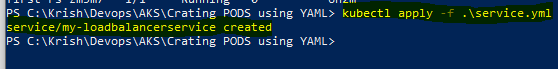 PS C:\Krish\Devops\AKS\Crating PODS using YAML> kubectl apply -f .\service.yml
service/my-loadbalancerservice created
PS C:\Krish\Devops\AKS\Crating PODS using YAML>